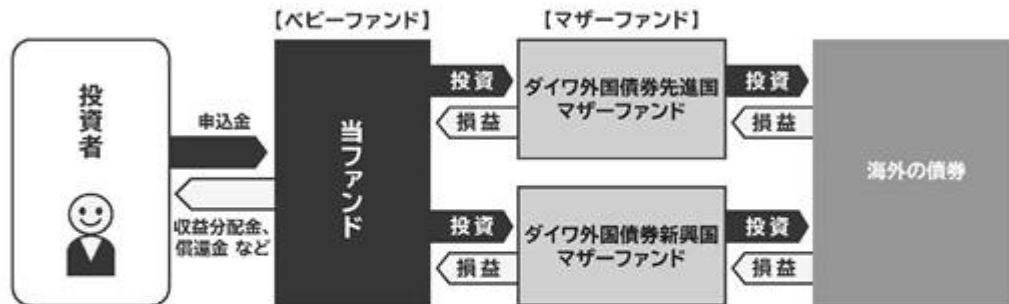 【ベビーファンド】
【マザーファンド】
投資者
申込金
収益分配金、
償還金 など
当ファンド
投資
損益
ダイワ外国債券先進国
マザーファンド
投資
損益
投資
損益
ダイワ外国債券新興国
マザーファンド
投資
損益
海外の債券